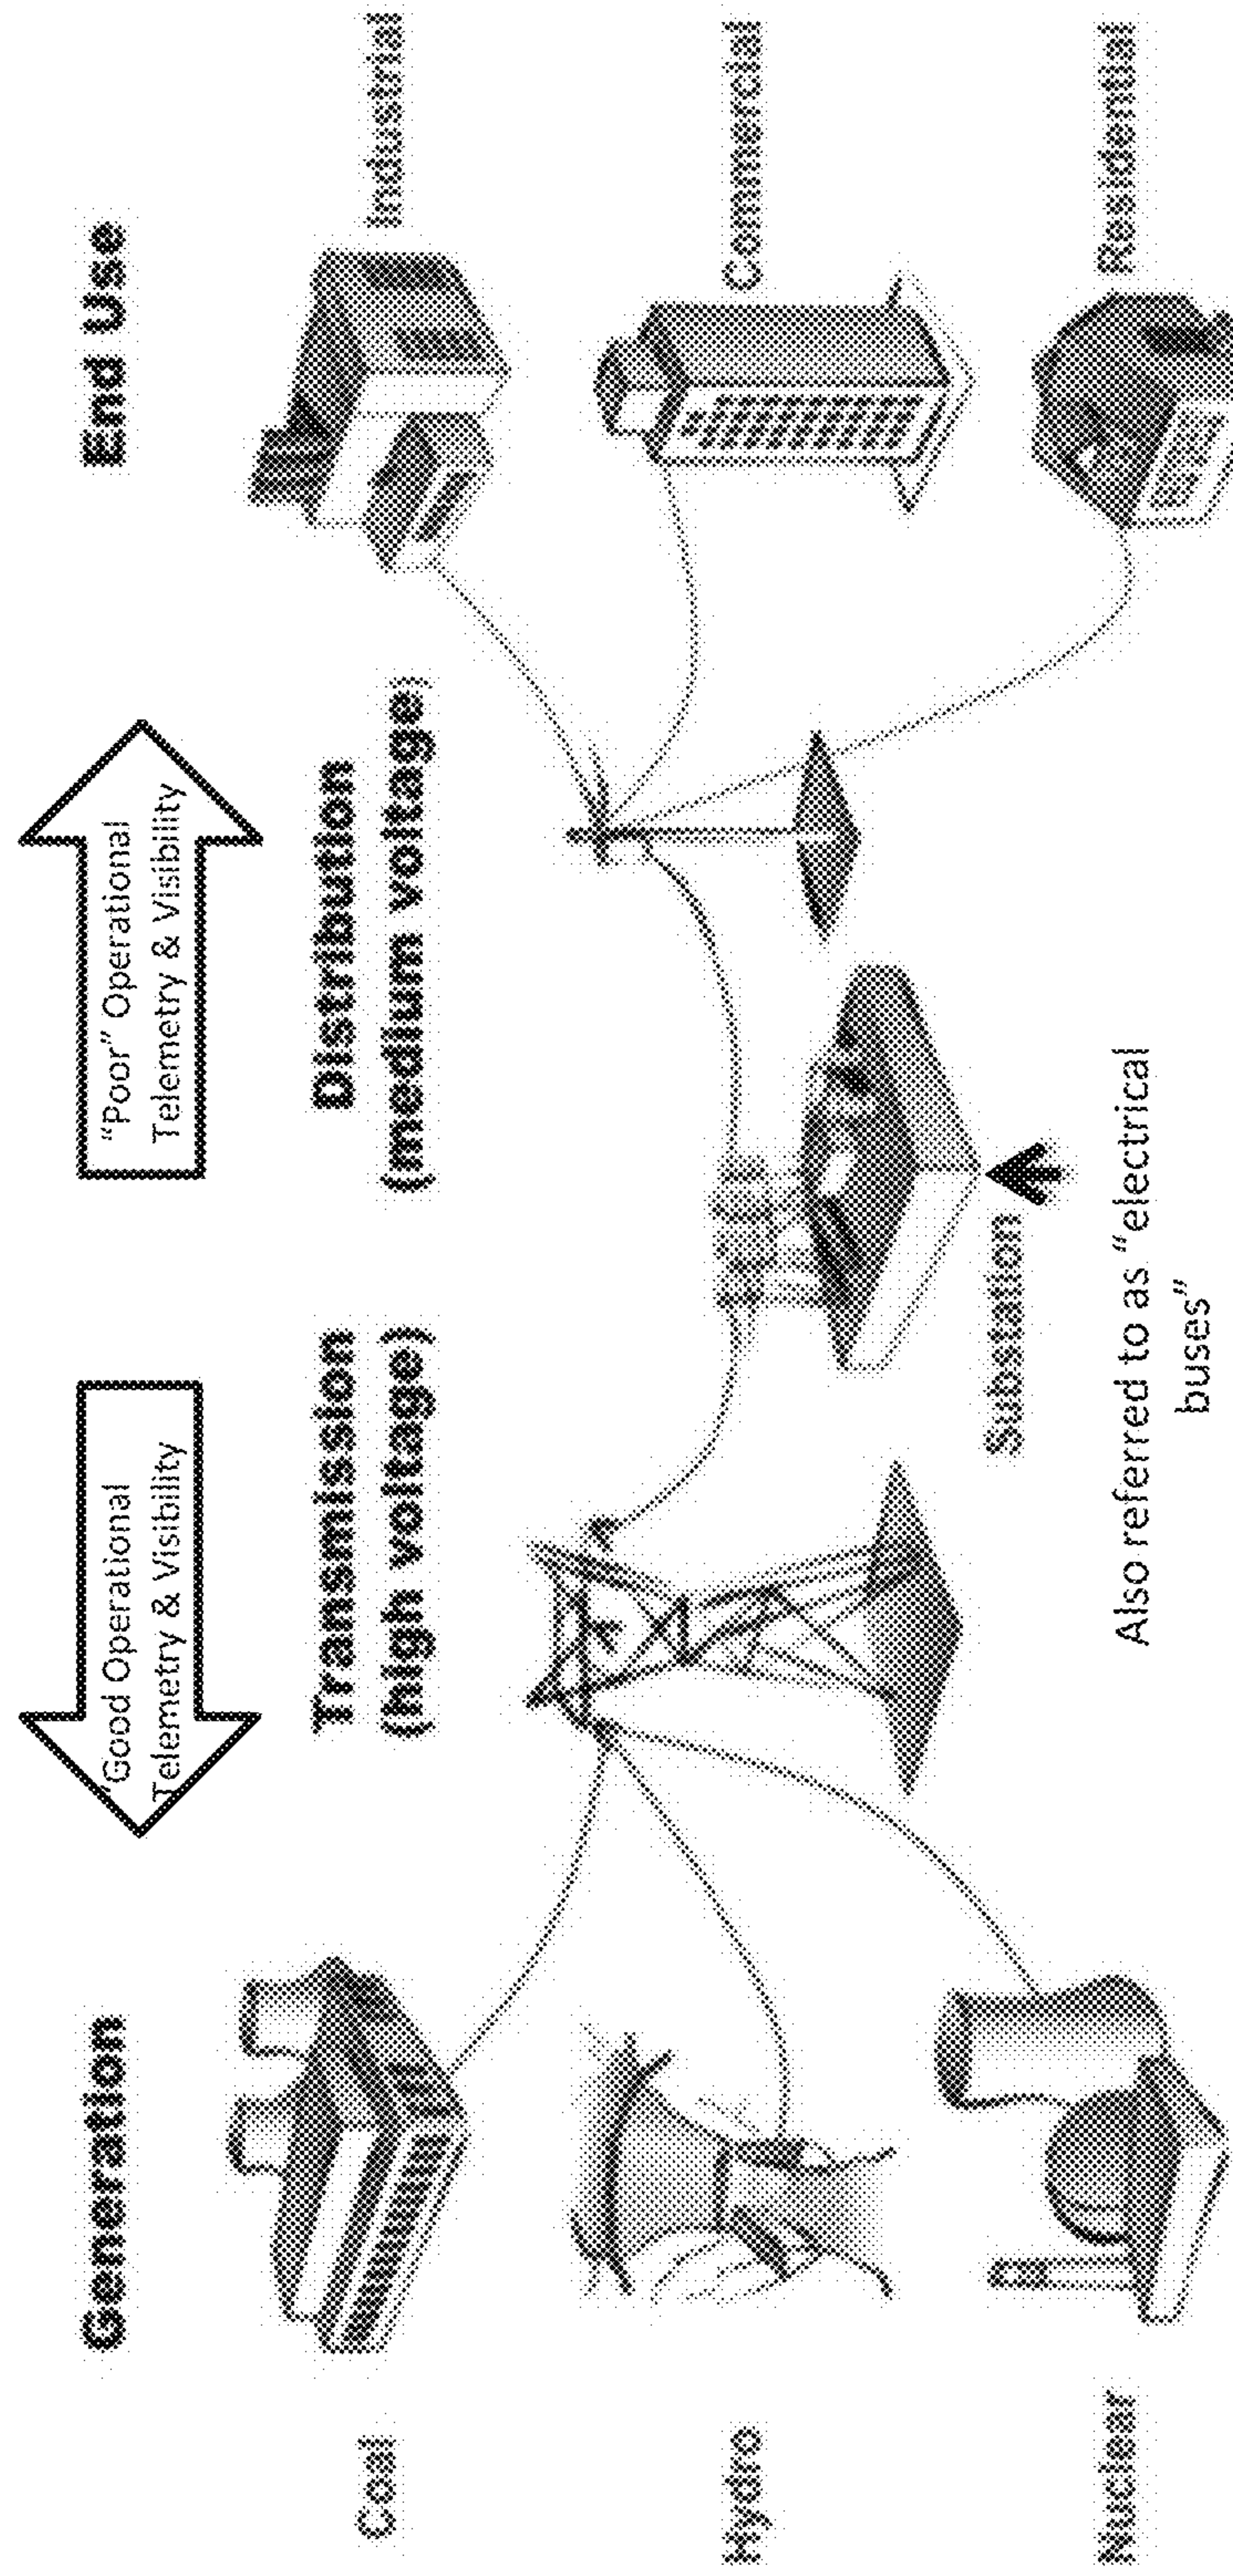 Generation
"Good Operational
Telemetry & Visibility
"Poor" Operational
Telemetry & Visibility
End Use
Transmission
(high voltage)
Distribution
(medium voltage)
Coal
Hydro
Nuclear
Industrial
Commercial
Residential
Substation
Also referred to as "electrical
buses"